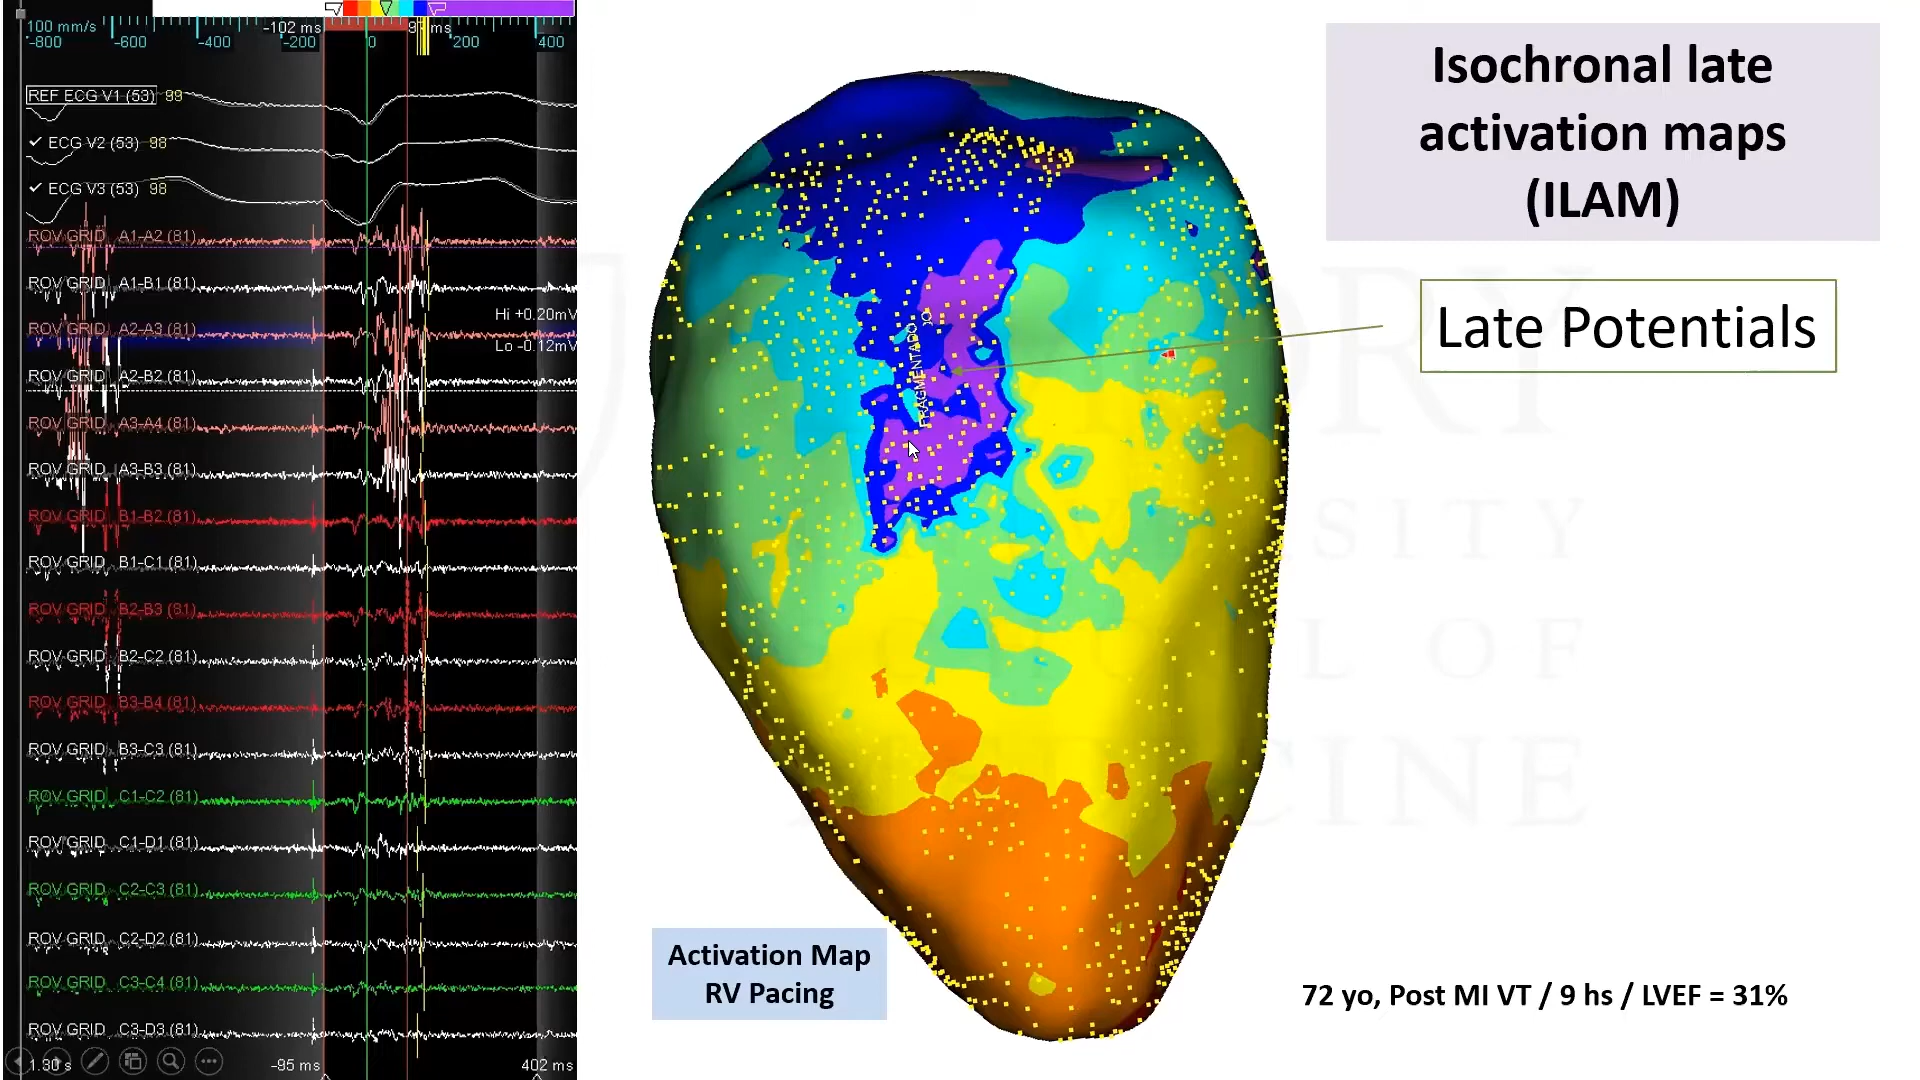 100 mm/s
-102 ms
97 ms
-800
-600
-400
-200
0
200
400
REF ECG V1 (53) 99
ECG V2 (53) 98
ECG V3 (53) 98
ROV GRID A1-A2 (81)
ROV GRID A1-B1 (81)
Hi +0.20mV
ROV GRID A2-A3 (81)
Lo -0.12mV
ROV GRID A2-B2 (81)
ROV GRID A3-A4 (81)
ROV GRID A3-B3 (81)
ROV GRID B1-B2 (81)
ROV GRID B1-C1 (81)
ROV GRID B2-B3 (81)
ROV GRID B2-C2 (81)
ROV GRID B3-B4 (81)
ROV GRID B3-C3 (81)
ROV GRID C1-C2 (81)
ROV GRID C1-D1 (81)
ROV GRID C2-C3 (81)
ROV GRID C2-D2 (81)
ROV GRID C3-C4 (81)
ROV GRID C3-D3 (81)
1.30 s
-95 ms
402 ms
FRAGMENTADO
Isochronal late
activation maps
(ILAM)
Late Potentials
Activation Map
RV Pacing
72 yo, Post MI VT / 9 hs / LVEF = 31%